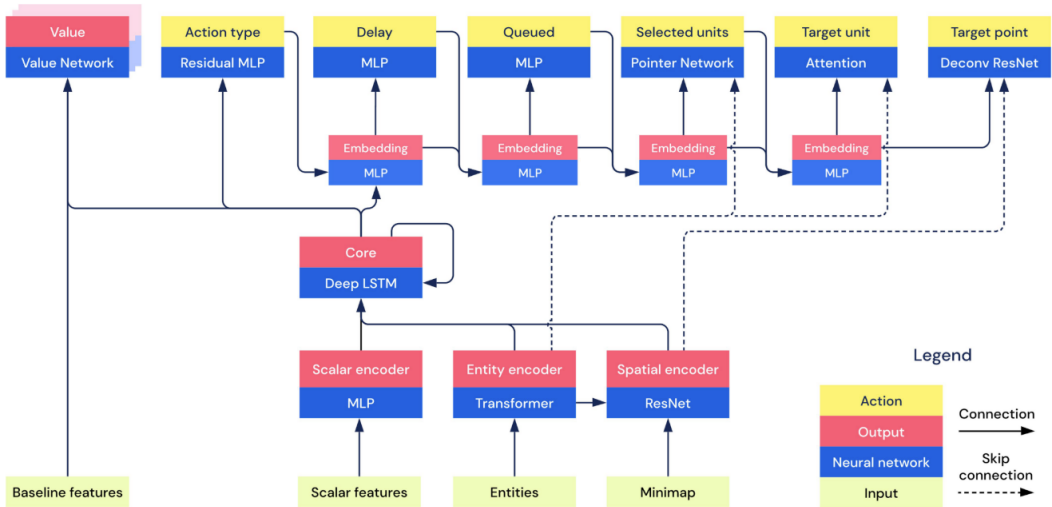 Value
Value Network
Action type
Residual MLP
Delay
MLP
Queued
MLP
Selected units
Pointer Network
Target unit
Attention
Target point
Deconv ResNet
Embedding
MLP
Embedding
MLP
Embedding
MLP
Embedding
MLP
Core
Deep LSTM
Scalar encoder
MLP
Entity encoder
Transformer
Spatial encoder
ResNet
Baseline features
Scalar features
Entities
Minimap
Legend
Action
Output
Neural network
Input
Connection
Skip
connection